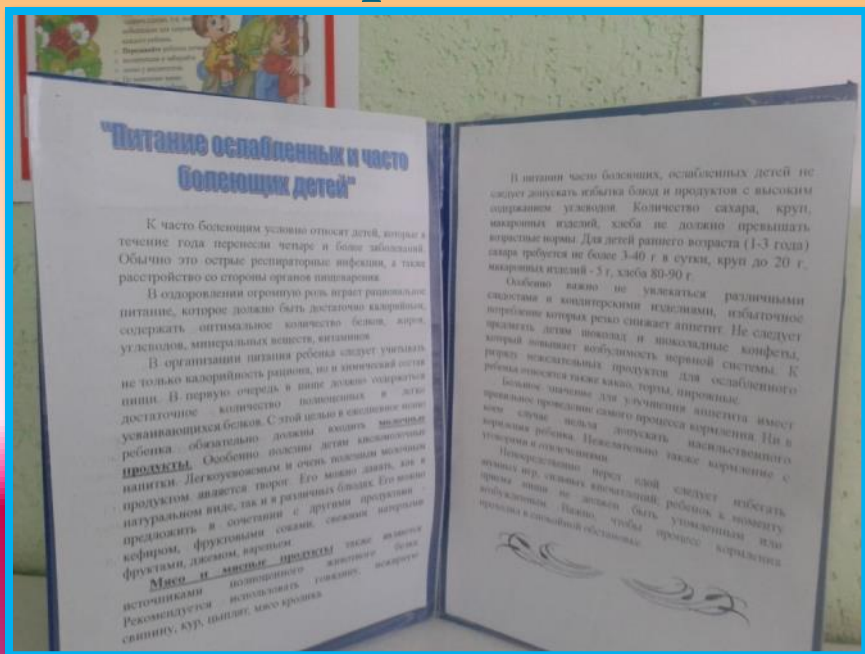 Перенимайте
"Питание ослабленных и часто
болеющих детей"
К часто болеющим условно относят детей, которые в
течение года перенесли четыре и более заболеваний.
Обычно это острые респираторные инфекции, а также
расстройство со стороны органов пищеварения.
В оздоровлении огромную роль играет рациональное
питание, которое должно быть достаточно калорийным,
содержать оптимальное количество белков, жиров,
углеводов, минеральных веществ, витаминов.
В организации питания ребенка следует учитывать
не только калорийность рациона, но и химический состав
пищи. В первую очередь в пище должно содержаться
достаточное количество полноценных и легко
усваивающихся белков. С этой целью в ежедневное меню
ребенка обязательно должны входить молочные
продукты. Особенно полезны детям кисломолочные
напитки. Легкоусвояемым и очень полезным молочным
продуктом является творог. Его можно давать, как в
натуральном виде, так и в различных блюдах. Его можно
предложить в сочетании с другими продуктами -
кефиром, фруктовыми соками, свежими натертыми
фруктами, джемом, вареньем.
Мясо и мясные продукты также являются
источниками полноценного животного белка.
Рекомендуется использовать говядину, нежирную
свинину, кур, цыплят, мясо кролика.
В питании часто болеющих, ослабленных детей не
следует допускать избытка блюд и продуктов с высоким
содержанием углеводов. Количество сахара, круп,
макаронных изделий, хлеба не должно превышать
возрастные нормы. Для детей раннего возраста (1-3 года)
сахара требуется не более 3-40 г в сутки, круп до 20 г,
макаронных изделий - 5 г, хлеба 80-90 г.
Особенно важно не увлекаться различными
сладостями и кондитерскими изделиями, избыточное
потребление которых резко снижает аппетит. Не следует
предлагать детям шоколад и шоколадные конфеты,
который повышает возбудимость нервной системы. К
разряду нежелательных продуктов для ослабленного
ребенка относятся также какао, торты, пирожные.
Большое значение для улучшения аппетита имеет
правильное проведение самого процесса кормления. Ни в
коем случае нельзя допускать насильственного
кормления ребенка. Нежелательно также кормление с
уговорами и отвлечениями.
Непосредственно перед едой следует избегать
шумных игр, сильных впечатлений, ребенок к моменту
приема пищи не должен быть утомленным или
возбужденным. Важно, чтобы процесс кормления
проходил в спокойной обстановке.